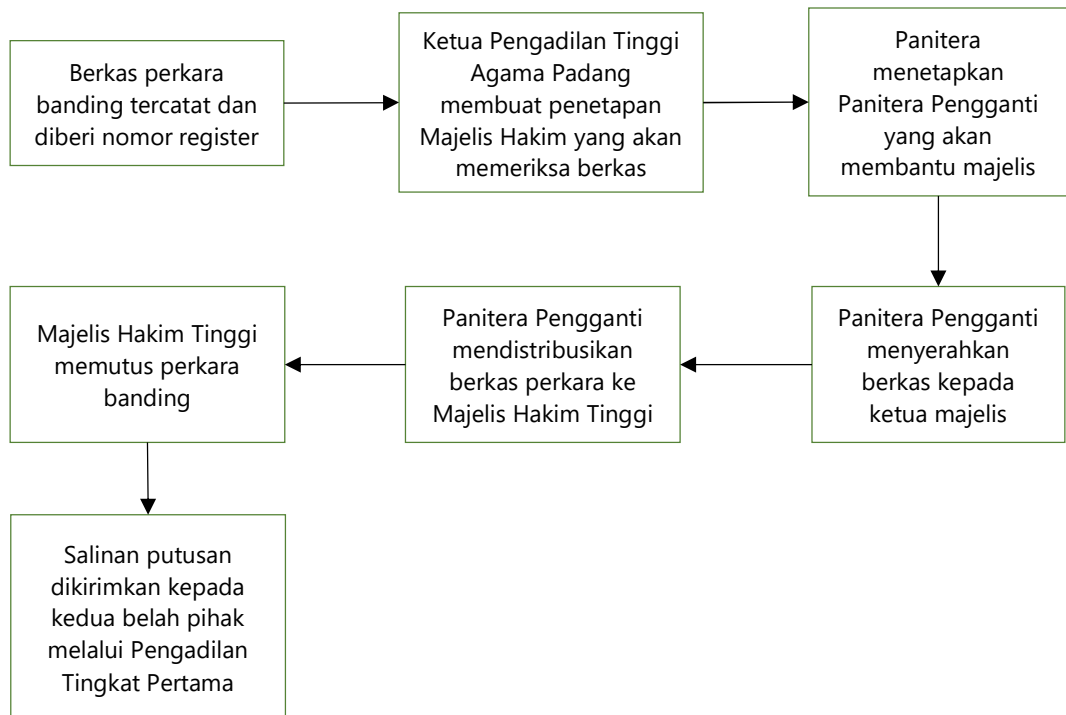 Berkas perkara
banding tercatat dan
diberi nomor register
Ketua Pengadilan Tinggi
Agama Padang
membuat penetapan
Majelis Hakim yang akan
memeriksa berkas
Panitera
menetapkan
Panitera Pengganti
yang akan
membantu majelis
Panitera Pengganti
menyerahkan
berkas kepada
ketua majelis
Panitera Pengganti
mendistribusikan
berkas perkara ke
Majelis Hakim Tinggi
Majelis Hakim Tinggi
memutus perkara
banding
Salinan putusan
dikirimkan kepada
kedua belah pihak
melalui Pengadilan
Tingkat Pertama